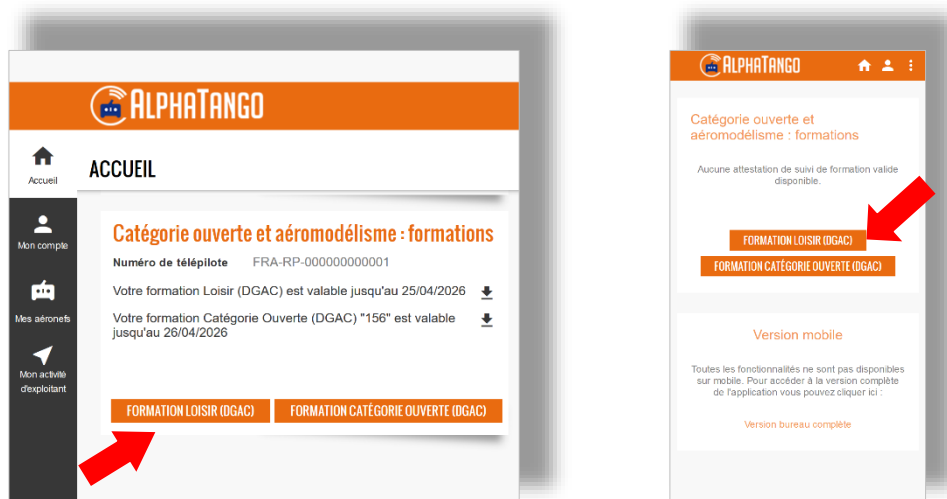 ALPHATANGO
Accueil
ACCUEIL
Mon compte
Mes aéronefs
Mon activité
d'exploitant
Catégorie ouverte et aéromodélisme : formations
Numéro de télépilote FRA-RP-000000000001
Votre formation Loisir (DGAC) est valable jusqu'au 25/04/2026
Votre formation Catégorie Ouverte (DGAC) "156" est valable
jusqu'au 26/04/2026
FORMATION LOISIR (DGAC) FORMATION CATÉGORIE OUVERTE (DGAC)
ALPHATANGO
Catégorie ouverte et
aéromodélisme : formations
Aucune attestation de suivi de formation valide
disponible.
FORMATION LOISIR (DGAC)
FORMATION CATÉGORIE OUVERTE (DGAC)
Version mobile
Toutes les fonctionnalités ne sont pas disponibles
sur mobile. Pour accéder à la version complète
de l'application vous pouvez cliquer ici :
Version bureau complète